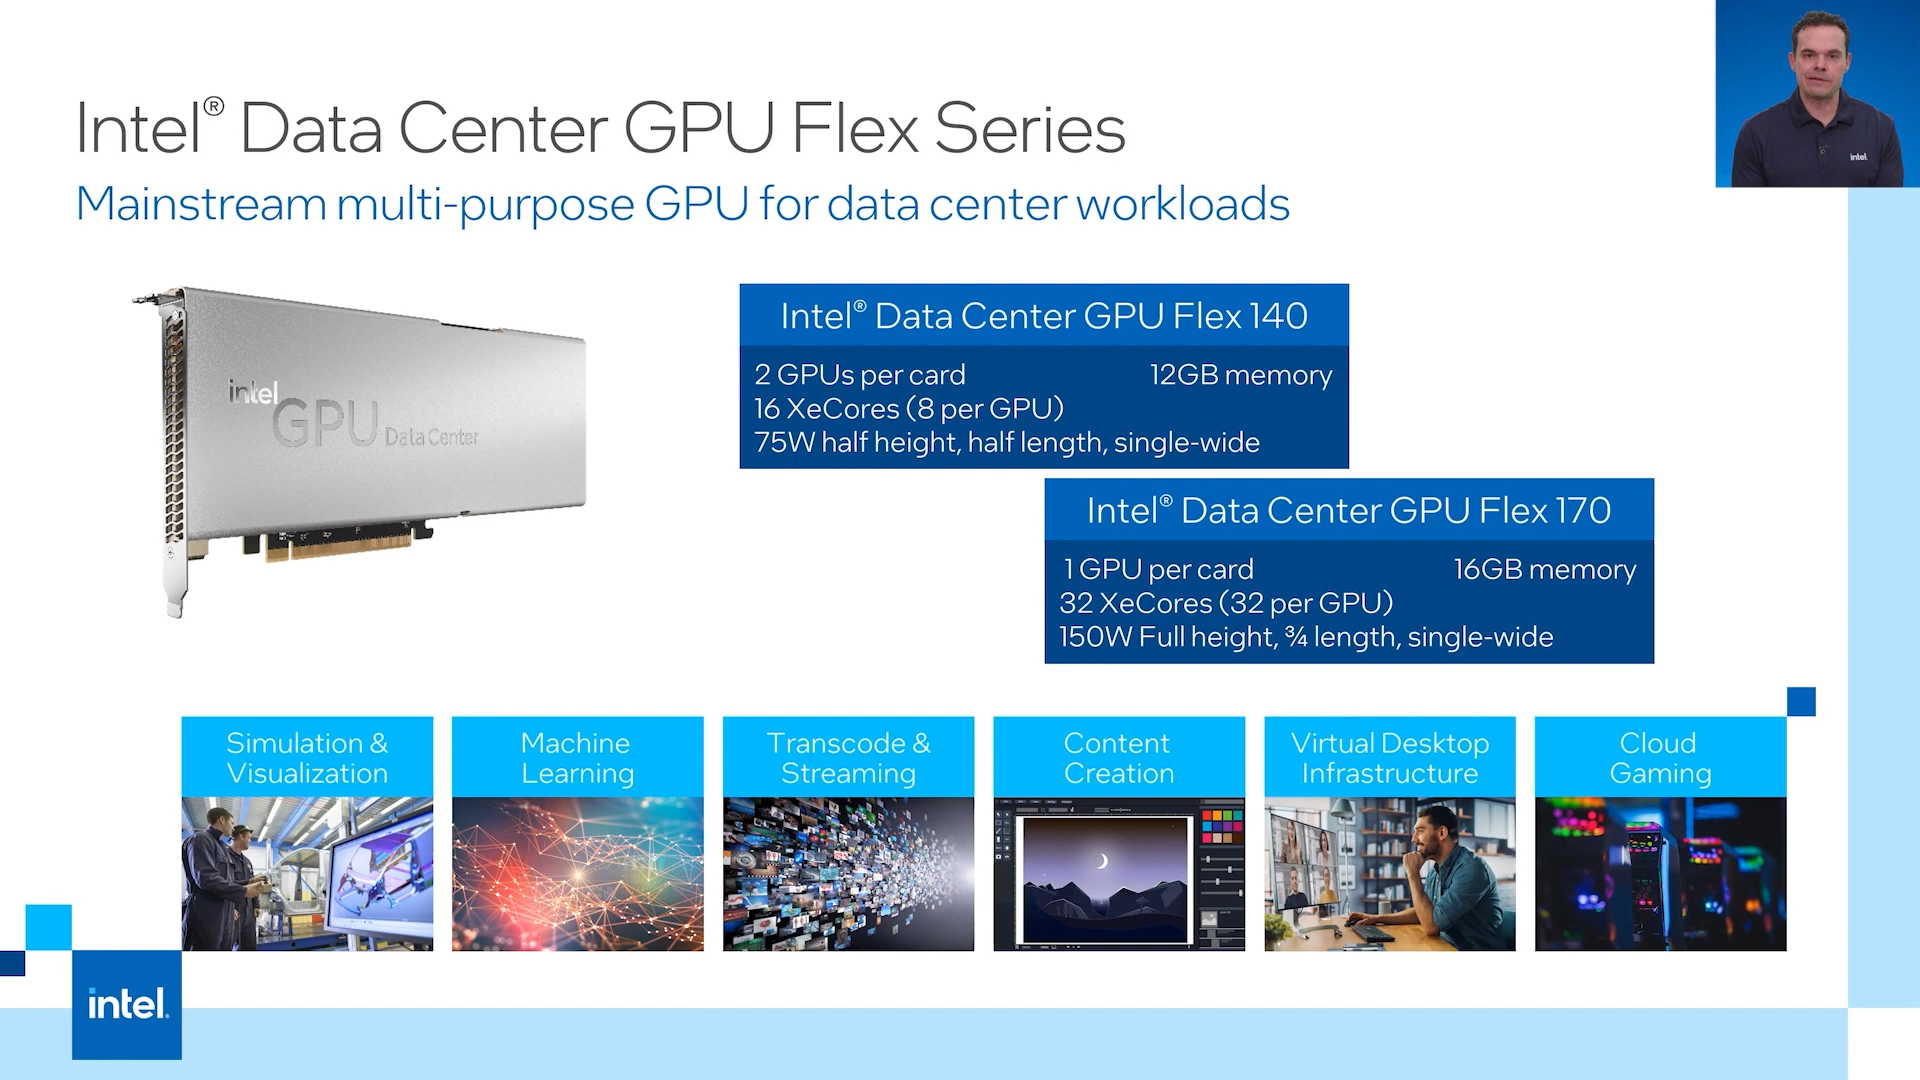 Intel® Data Center GPU Flex Series
Mainstream multi-purpose GPU for data center workloads
intel
intel
GPU Data Center
Intel® Data Center GPU Flex 140
2 GPUs per card 12GB memory
16 XeCores (8 per GPU)
75W half height, half length, single-wide
Intel® Data Center GPU Flex 170
1 GPU per card 16GB memory
32 XeCores (32 per GPU)
150W Full height, ¾ length, single-wide
Simulation &
Visualization
Machine
Learning
Transcode &
Streaming
Content
Creation
Virtual Desktop
Infrastructure
Cloud
Gaming
intel.